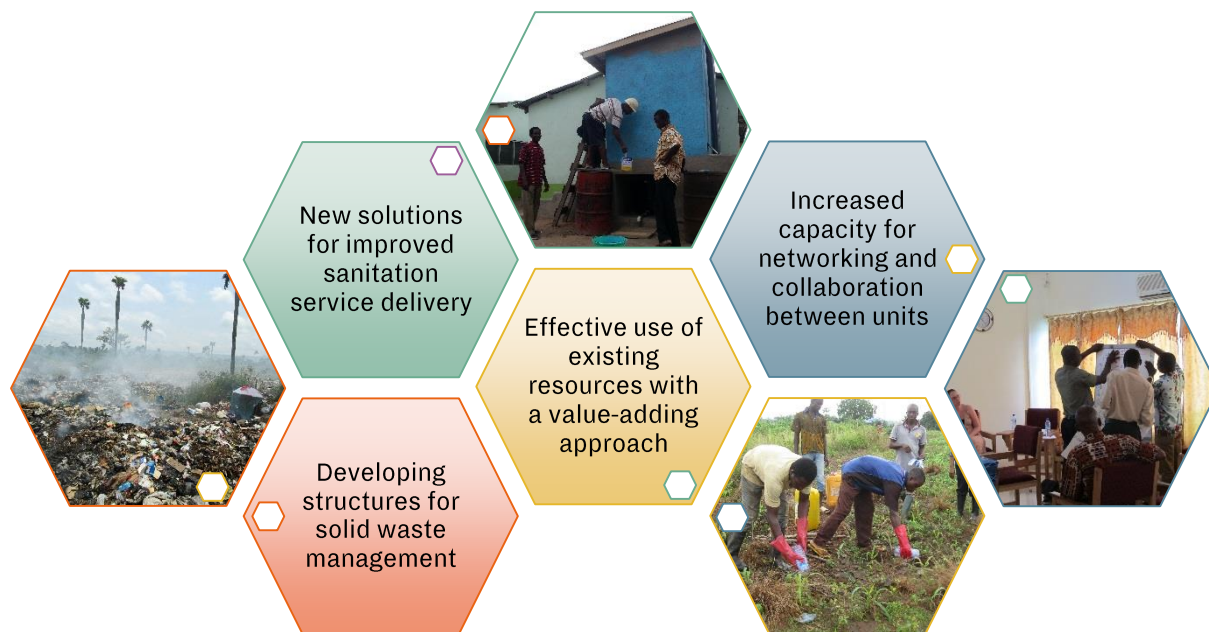 New solutions
for improved
sanitation
service delivery
Increased
capacity for
networking and
collaboration
between units
Effective use of
existing
resources with
a value-adding
approach
Developing
structures for
solid waste
management